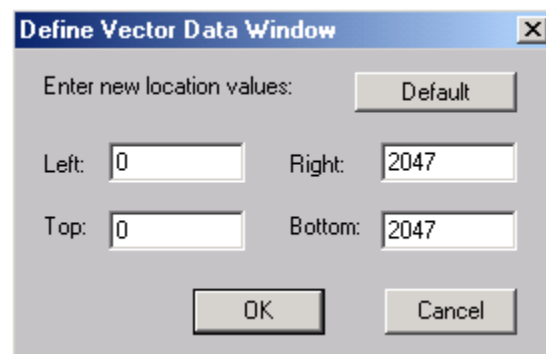 Define Vector Data Window
Enter new location values: Default
Left: 0 Right: 2047
Top: 0 Bottom: 2047
OK Cancel